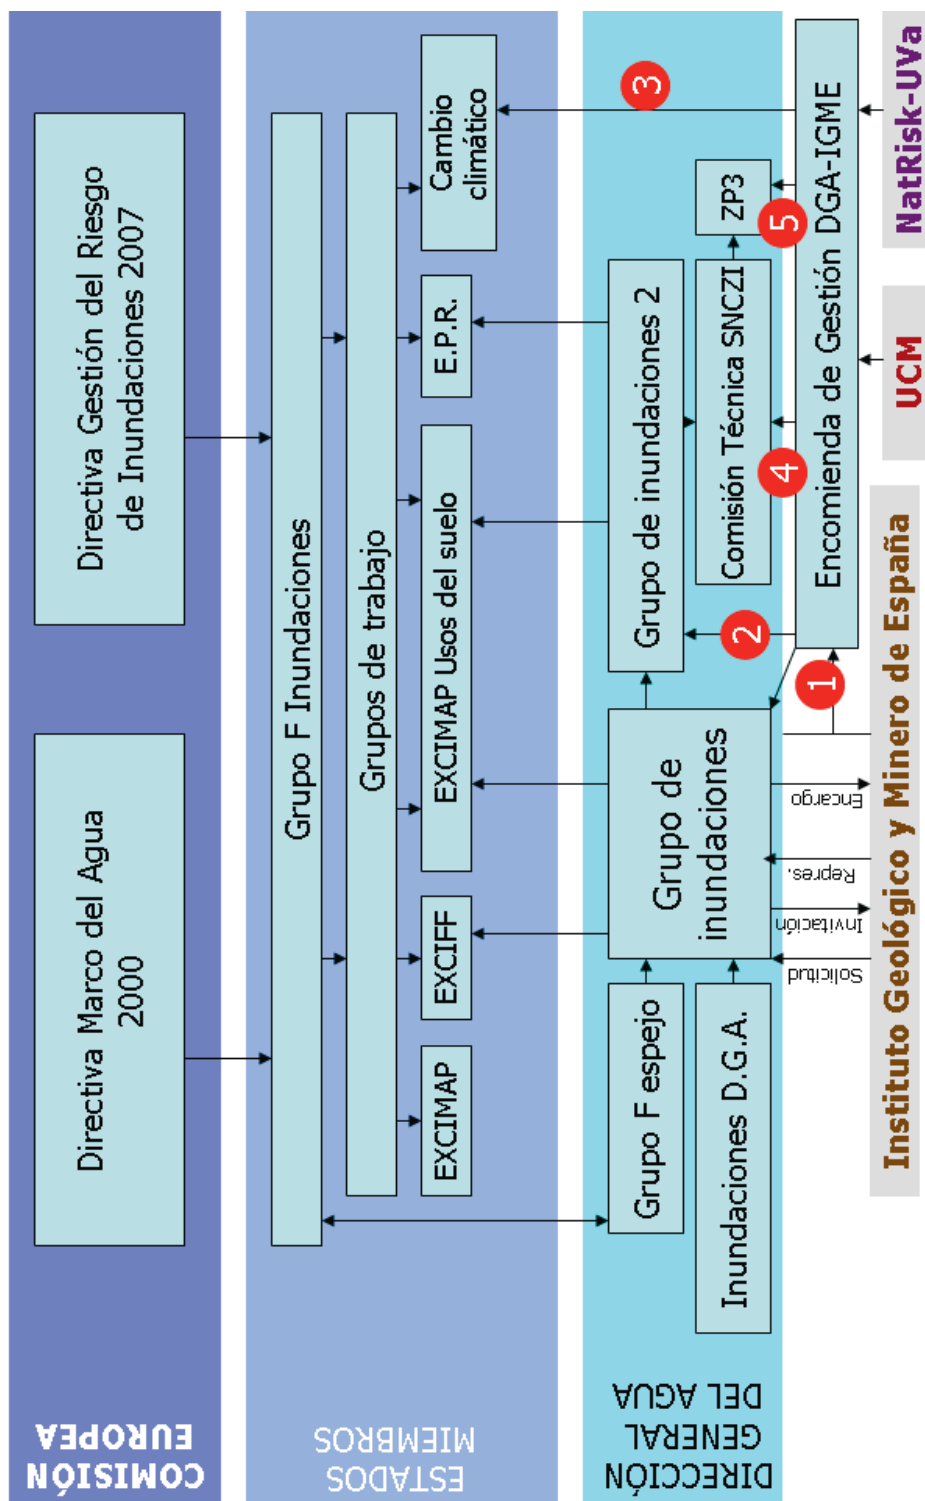 COMISIÓN
EUROPEA
Directiva Marco del Agua
2000
Directiva Gestión del Riesgo
de Inundaciones 2007
ESTADOS
MIEMBROS
Grupo F Inundaciones
Grupos de trabajo
EXCIMAP
EXCIFF
EXCIMAP Usos del suelo
E.P.R.
Cambio
climático
DIRECCIÓN
GENERAL
DEL AGUA
Grupo F espejo
Inundaciones D.G.A.
Grupo de
inundaciones
Grupo de inundaciones 2
Comisión Técnica SNCZI
ZP3
Encomienda de Gestión DGA-IGME
1
2
3
4
5
Solicitud
Invitación
Repres.
Encargo
Instituto Geológico y Minero de España
UCM
NatRisk-UVa